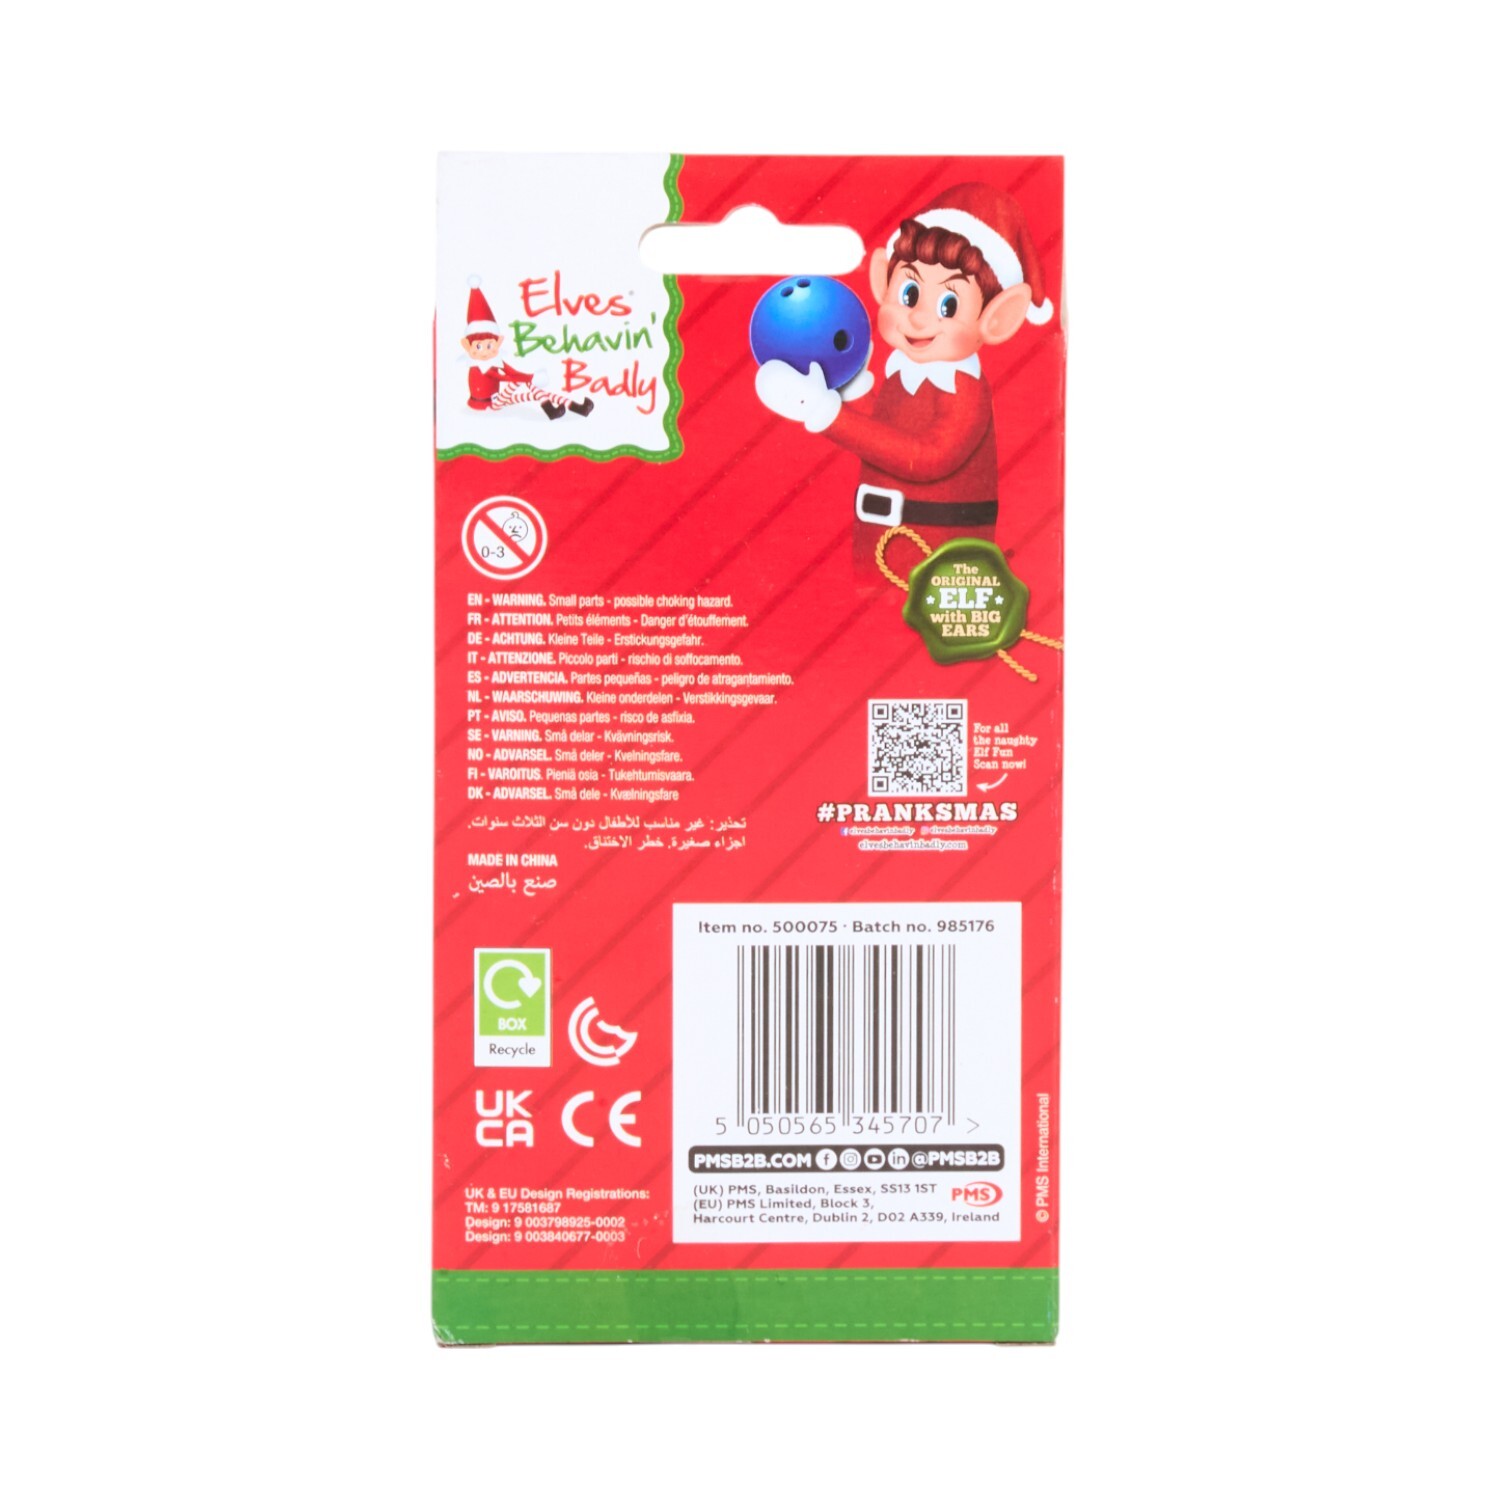 Elves
Behavin'
Badly
0-3
The
ORIGINAL
ELF
with BIG
EARS
EN - WARNING. Small parts - possible choking hazard.
FR - ATTENTION. Petits éléments - Danger d'étouffement.
DE - ACHTUNG. Kleine Teile - Erstickungsgefahr.
IT - ATTENZIONE. Piccolo parti - rischio di soffocamento.
ES - ADVERTENCIA. Partes pequeñas - peligro de atragantamiento.
NL - WAARSCHUWING. Kleine onderdelen - Verstikkingsgevaar.
PT - AVISO. Pequenas partes - risco de asfixia.
SE - VARNING. Små delar - Kvävningsrisk.
NO - ADVARSEL. Små deler - Kvelningsfare.
FI - VAROITUS. Pieniä osia - Tukehtumisvaara.
DK - ADVARSEL. Små dele - Kvælningsfare
تحذير: غير مناسب للأطفال دون سن الثلاث سنوات.
اجزاء صغيرة. خطر الاختناق.
MADE IN CHINA
صنع بالصين
For all
the naughty
Elf Fun
Scan now!
#PRANKSMAS
elvesbehavinbadly elvesbehavinbadly
elvesbehavinbadly.com
Item no. 500075 · Batch no. 985176
5 050565 345707 >
PMSB2B.COM @PMSB2B
(UK) PMS, Basildon, Essex, SS13 1ST
(EU) PMS Limited, Block 3,
Harcourt Centre, Dublin 2, D02 A339, Ireland
PMS
© PMS International
BOX
Recycle
UK
CA
CE
UK & EU Design Registrations:
TM: 9 17581687
Design: 9 003798925-0002
Design: 9 003840677-0003